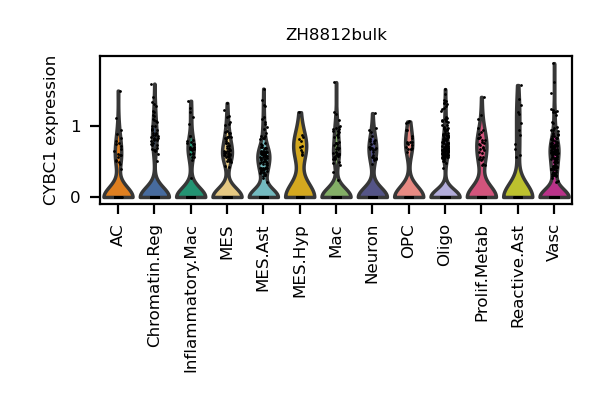 ZH8812bulk
CYBC1 expression
1
0
AC
Chromatin.Reg
Inflammatory.Mac
MES
MES.Ast
MES.Hyp
Mac
Neuron
OPC
Oligo
Prolif.Metab
Reactive.Ast
Vasc